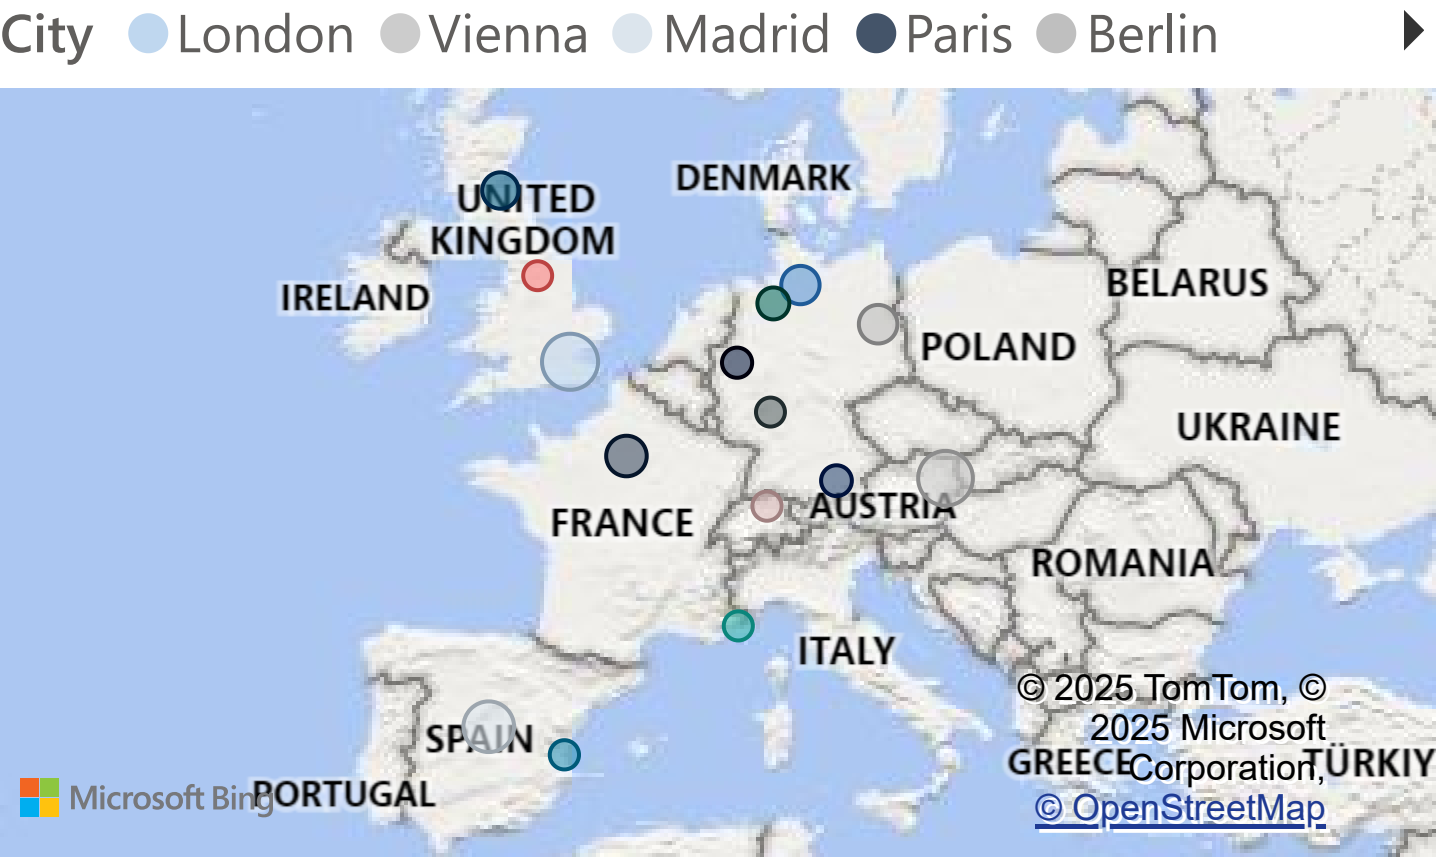 City London Vienna Madrid Paris Berlin
DENMARK
UNITED
KINGDOM
IRELAND
BELARUS
POLAND
UKRAINE
AUSTRIA
FRANCE
ROMANIA
ITALY
SPAIN
PORTUGAL
GREECE
TÜRKIY
Microsoft Bing
© 2025 TomTom, ©
2025 Microsoft
Corporation,
© OpenStreetMap